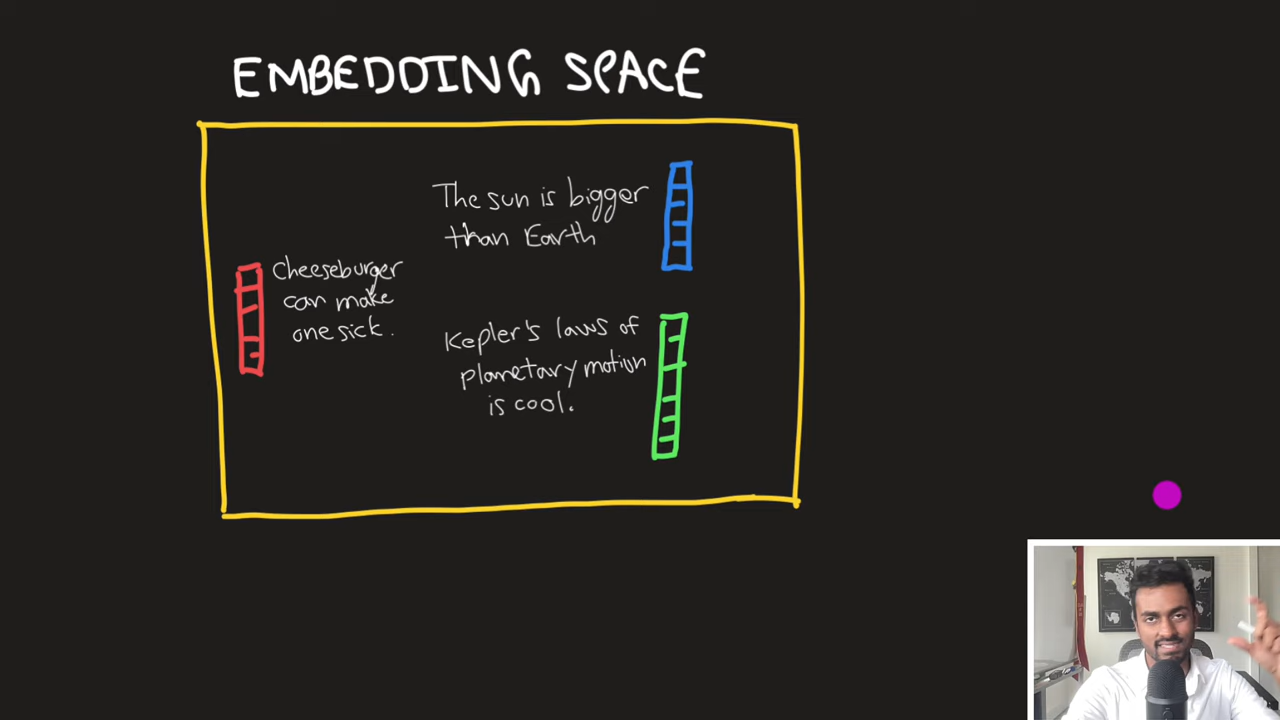 EMBEDDING SPACE
The sun is bigger
than Earth
Cheeseburger
can make
one sick.
Kepler's laws of
planetary motion
is cool.